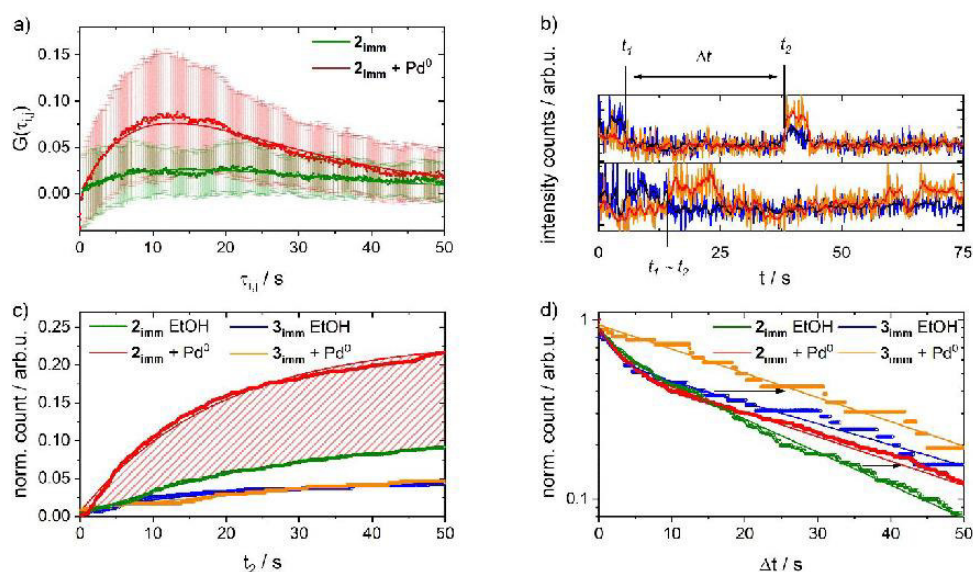 a)
2imm
2imm + Pd0
0.15
0.10
0.05
0.00
G(τi,j)
0 10 20 30 40 50
τi,j / s
b)
t1
Δt
t2
intensity counts / arb.u.
t1 ~ t2
0 25 50 75
t / s
c)
2imm EtOH
3imm EtOH
2imm + Pd0
3imm + Pd0
0.25
0.20
0.15
0.10
0.05
0.00
norm. count / arb.u.
0 10 20 30 40 50
t2 / s
d)
2imm EtOH
3imm EtOH
2imm + Pd0
3imm + Pd0
1
0.1
norm. count / arb.u.
0 10 20 30 40 50
Δt / s